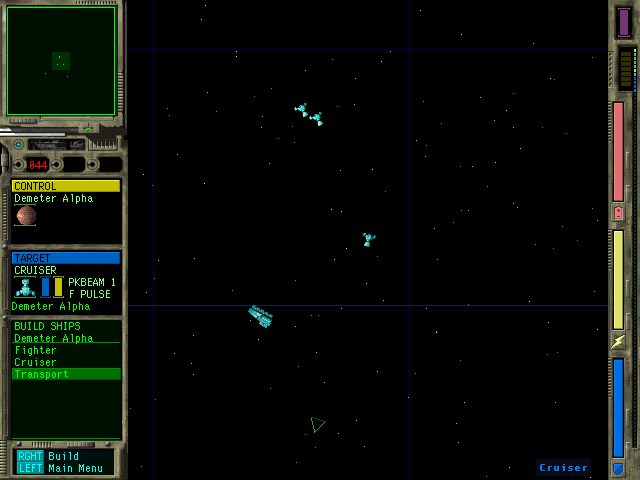 044
CONTROL
Demeter Alpha
TARGET
CRUISER
PKBEAM 1
F PULSE
Demeter Alpha
BUILD SHIPS
Demeter Alpha
Fighter
Cruiser
Transport
RGHT Build
LEFT Main Menu
Cruiser